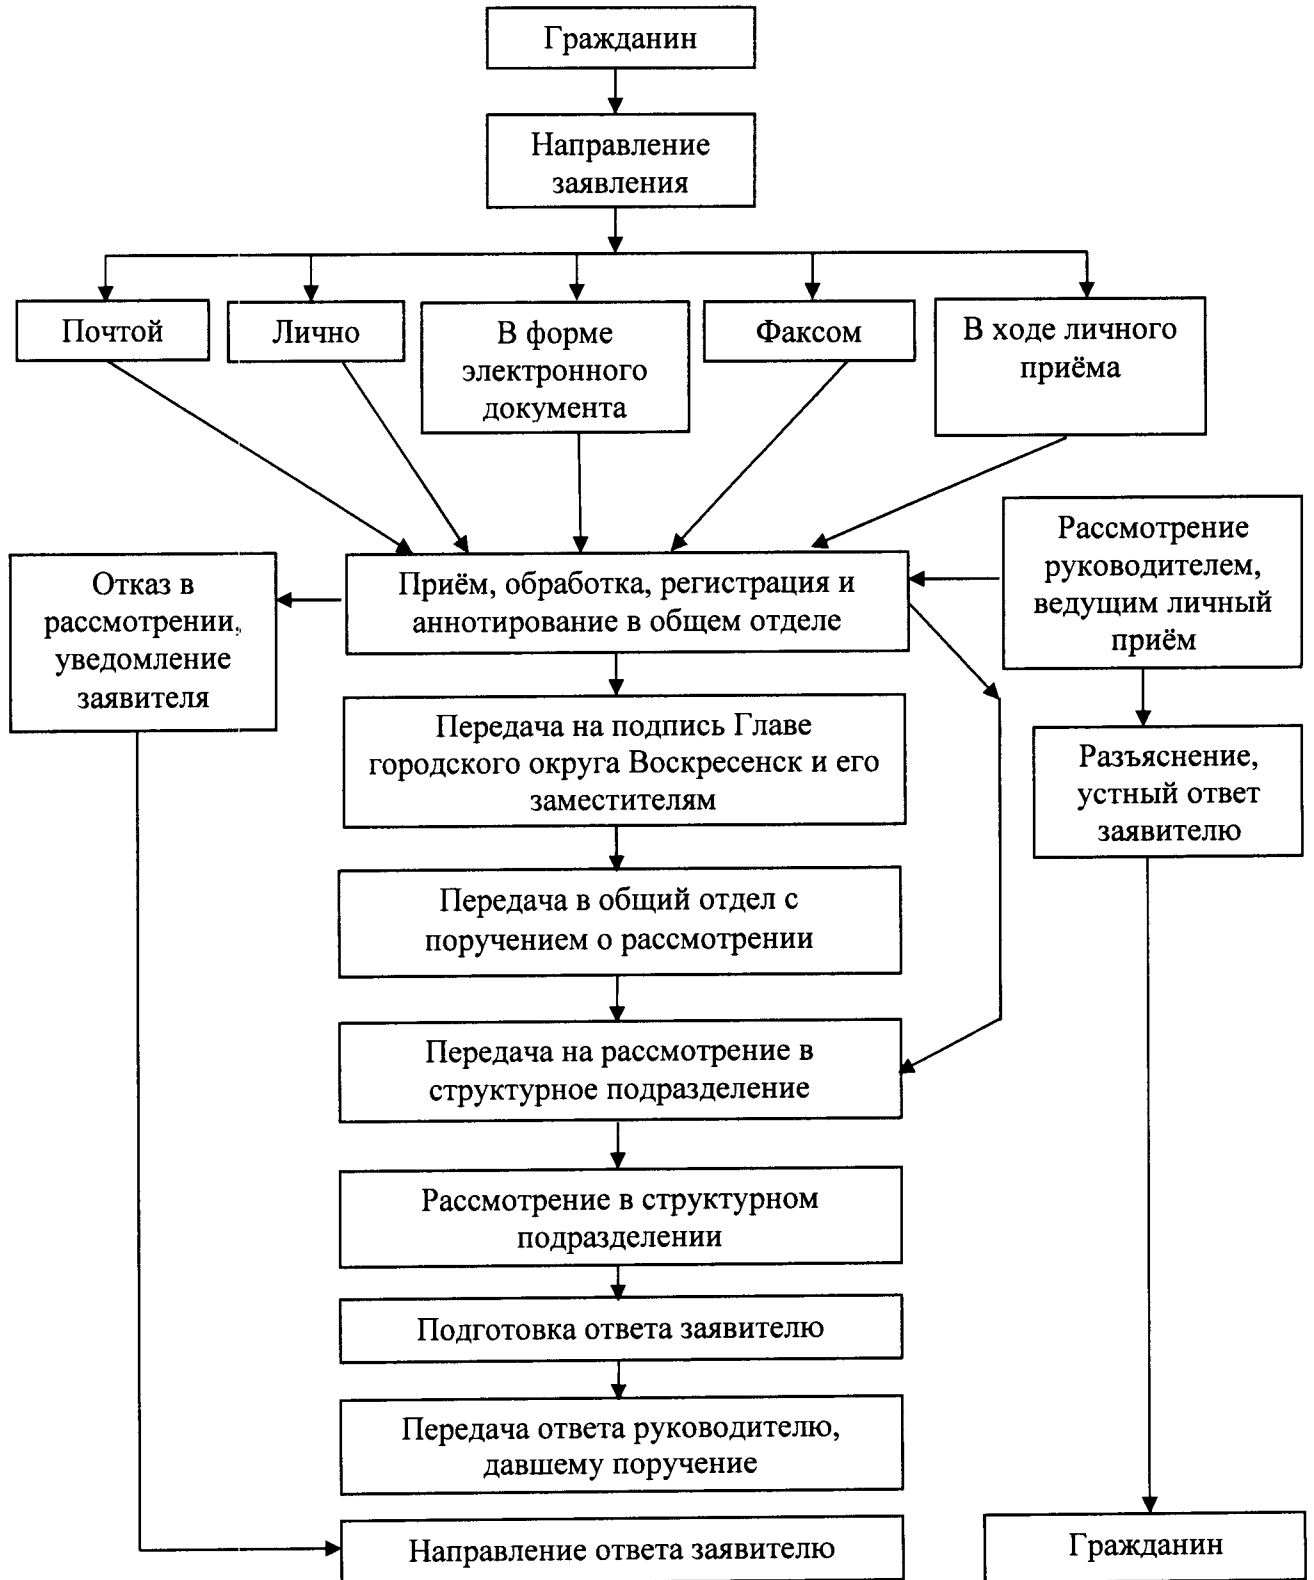 Гражданин
Направление
заявления
Почтой
Лично
В форме
электронного
документа
Факсом
В ходе личного
приёма
Рассмотрение
руководителем,
ведущим личный
приём
Отказ в
рассмотрении,
уведомление
заявителя
Приём, обработка, регистрация и
аннотирование в общем отделе
Передача на подпись Главе
городского округа Воскресенск и его
заместителям
Разъяснение,
устный ответ
заявителю
Передача в общий отдел с
поручением о рассмотрении
Передача на рассмотрение в
структурное подразделение
Рассмотрение в структурном
подразделении
Подготовка ответа заявителю
Передача ответа руководителю,
давшему поручение
Направление ответа заявителю
Гражданин